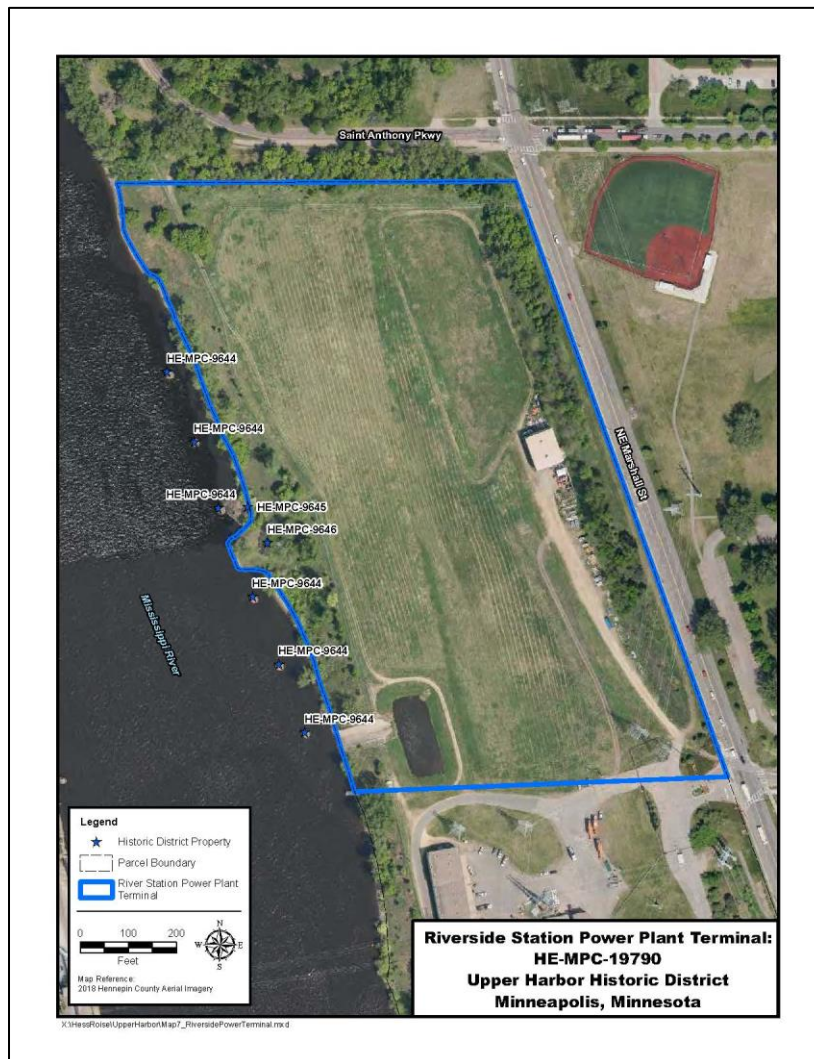 Saint Anthony Pkwy
HE-MPC-9644
HE-MPC-9644
NE Marshall St
HE-MPC-9644
HE-MPC-9645
HE-MPC-9646
HE-MPC-9644
Mississippi River
HE-MPC-9644
HE-MPC-9644
Legend
Historic District Property
Parcel Boundary
River Station Power Plant
Terminal
0 100 200
Feet
N
W E
S
Map Reference:
2018 Hennepin County Aerial Imagery
Riverside Station Power Plant Terminal:
HE-MPC-19790
Upper Harbor Historic District
Minneapolis, Minnesota
X:\HessRoise\UpperHarbor\Map7_RiversidePowerTerminal.mxd